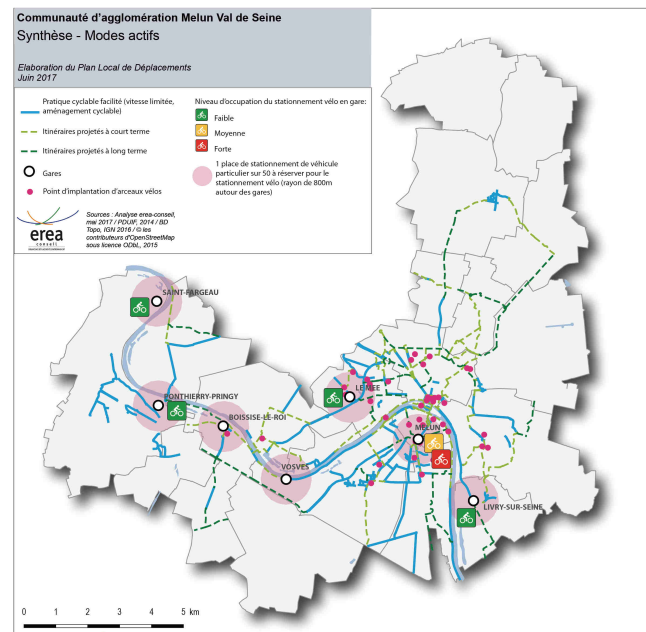 Communauté d'agglomération Melun Val de Seine
Synthèse - Modes actifs
Elaboration du Plan Local de Déplacements
Juin 2017
Pratique cyclable facilité (vitesse limitée,
aménagement cyclable)
Itinéraires projetés à court terme
Itinéraires projetés à long terme
Gares
Point d'implantation d'arceaux vélos
Niveau d'occupation du stationnement vélo en gare:
Faible
Moyenne
Forte
1 place de stationnement de véhicule
particulier sur 50 à réserver pour le
stationnement vélo (rayon de 800m
autour des gares)
erea
conseil
Sources : Analyse erea-conseil,
mai 2017 / PDUIF, 2014 / BD
Topo, IGN 2016 / © les
contributeurs d'OpenStreetMap
sous licence ODbL, 2015
SAINT-FARGEAU
PONTHIERRY-PRINGY
BOISSISE-LE-ROI
LE MEE
MELUN
VOSVES
LIVRY-SUR-SEINE
0 1 2 3 4 5 km